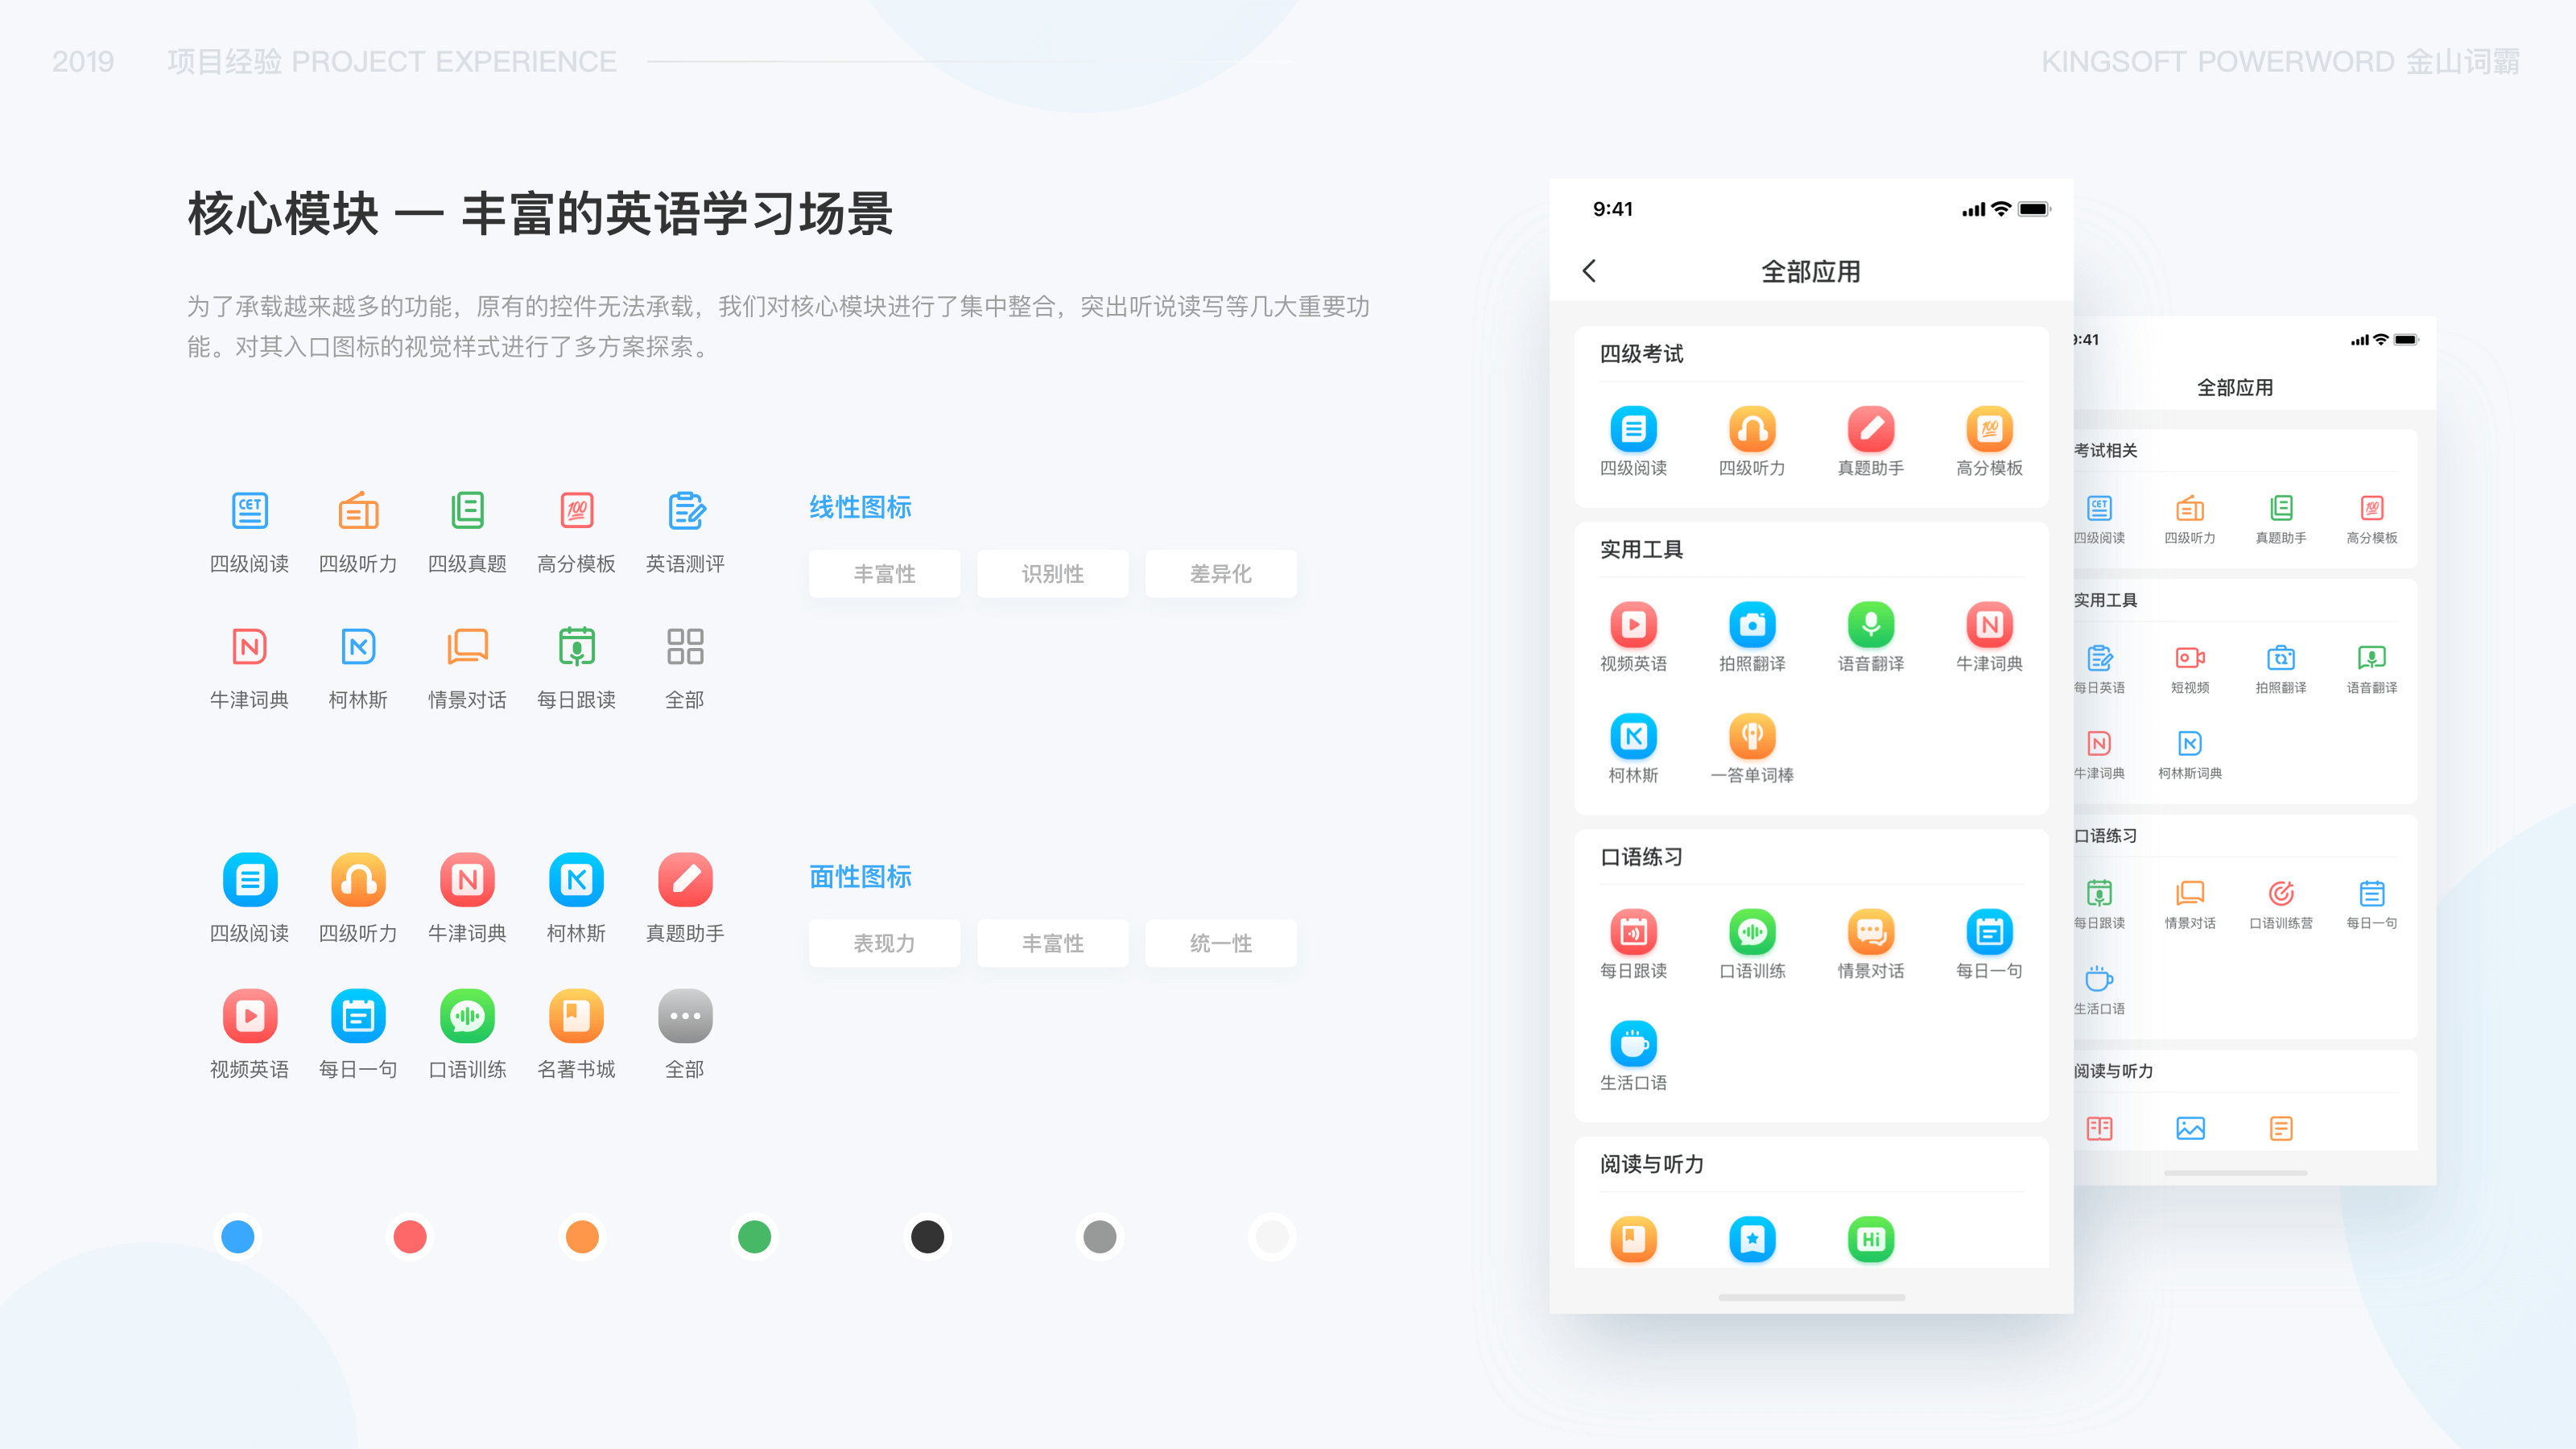 2019 项目经验 PROJECT EXPERIENCE
KINGSOFT POWERWORD 金山词霸
核心模块 — 丰富的英语学习场景
为了承载越来越多的功能，原有的控件无法承载，我们对核心模块进行了集中整合，突出听说读写等几大重要功
能。对其入口图标的视觉样式进行了多方案探索。
CET 100
四级阅读 四级听力 四级真题 高分模板 英语测评
N K
牛津词典 柯林斯 情景对话 每日跟读 全部
线性图标
丰富性 识别性 差异化
N K
四级阅读 四级听力 牛津词典 柯林斯 真题助手
视频英语 每日一句 口语训练 名著书城 全部
面性图标
表现力 丰富性 统一性
9:41
全部应用
四级考试
100
四级阅读 四级听力 真题助手 高分模板
实用工具
N
视频英语 拍照翻译 语音翻译 牛津词典
K
柯林斯 一答单词棒
口语练习
每日跟读 口语训练 情景对话 每日一句
生活口语
阅读与听力
Hi
9:41
全部应用
考试相关
CET 100
四级阅读 四级听力 真题助手 高分模板
实用工具
每日英语 短视频 拍照翻译 语音翻译
N K
牛津词典 柯林斯词典
口语练习
每日跟读 情景对话 口语训练营 每日一句
生活口语
阅读与听力